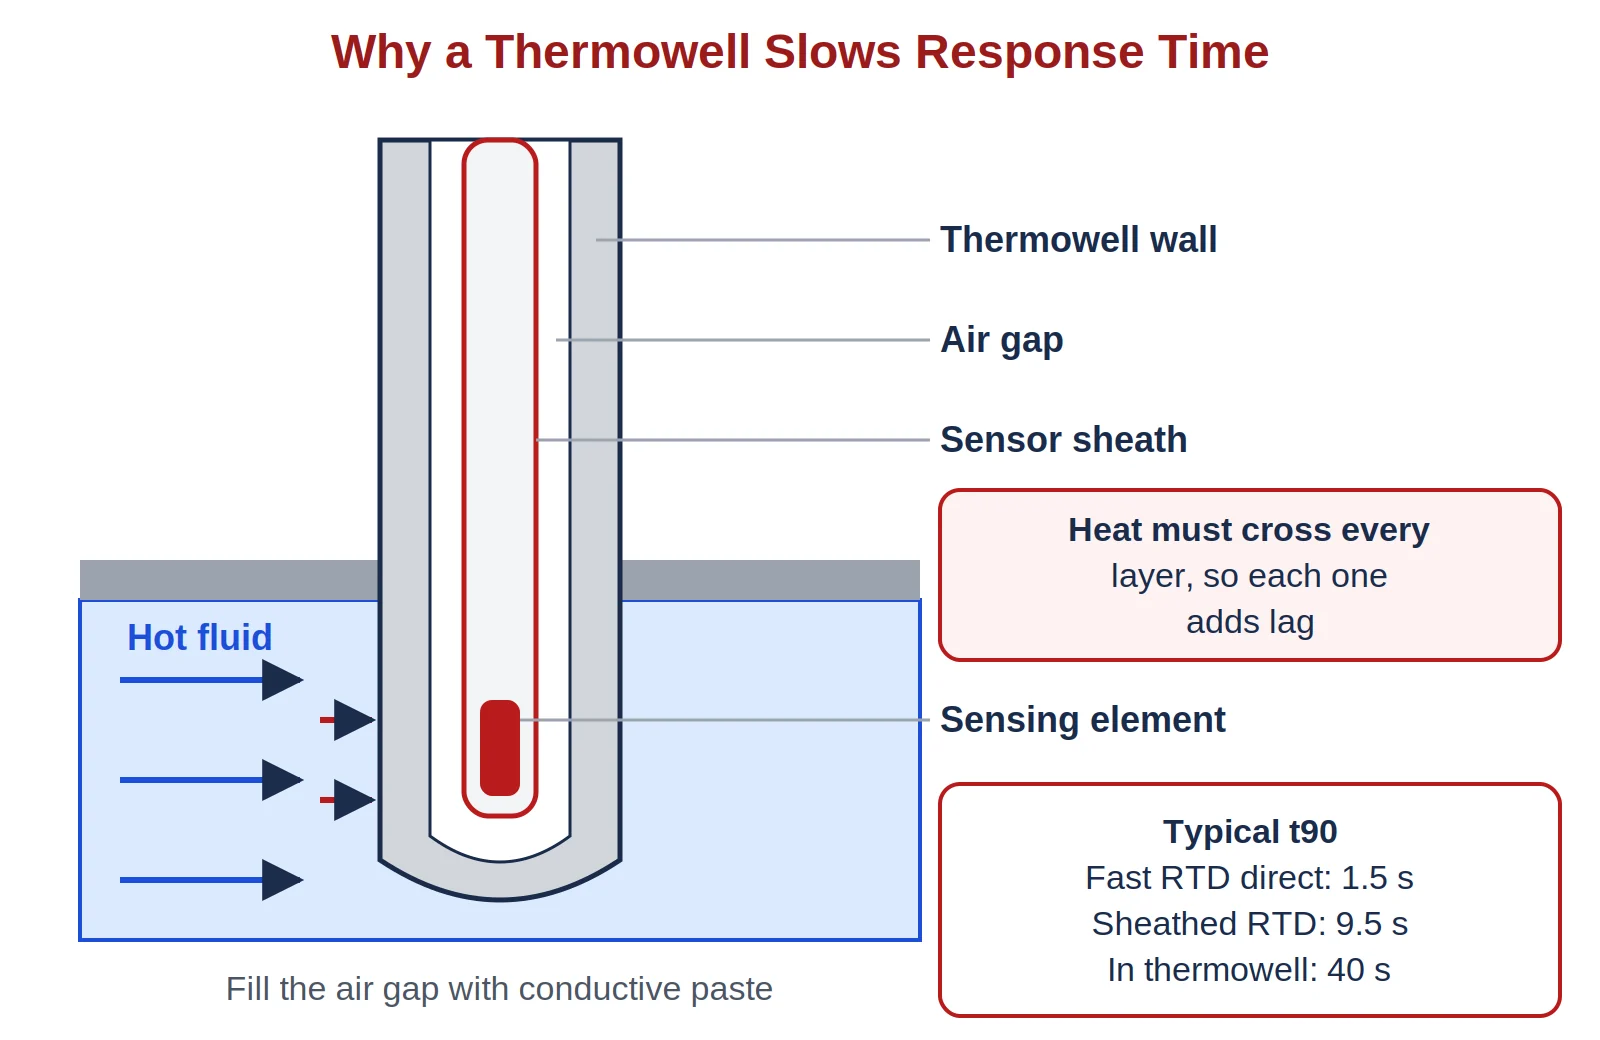 Why a Thermowell Slows Response Time
Thermowell wall
Air gap
Sensor sheath
Heat must cross every
layer, so each one
adds lag
Hot fluid
Sensing element
Typical t90
Fast RTD direct: 1.5 s
Sheathed RTD: 9.5 s
In thermowell: 40 s
Fill the air gap with conductive paste